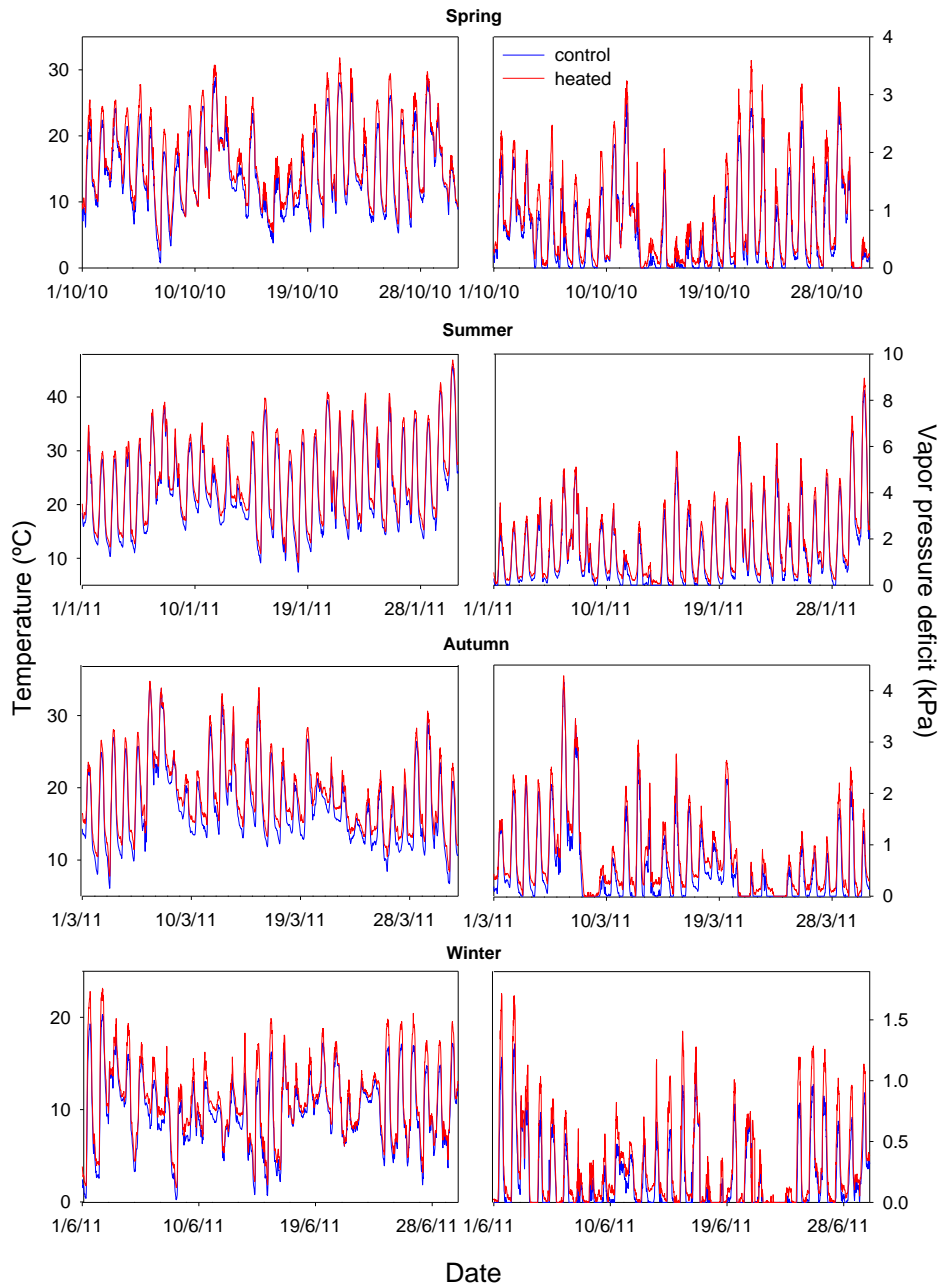 Spring
30
20
10
0
4
3
2
1
0
control
heated
1/10/10 10/10/10 19/10/10 28/10/10
1/10/10 10/10/10 19/10/10 28/10/10
Summer
40
30
20
10
10
8
6
4
2
0
1/1/11 10/1/11 19/1/11 28/1/11
1/1/11 10/1/11 19/1/11 28/1/11
Temperature (ºC)
Vapor pressure deficit (kPa)
Autumn
30
20
10
4
3
2
1
0
1/3/11 10/3/11 19/3/11 28/3/11
1/3/11 10/3/11 19/3/11 28/3/11
Winter
20
10
0
1.5
1.0
0.5
0.0
1/6/11 10/6/11 19/6/11 28/6/11
1/6/11 10/6/11 19/6/11 28/6/11
Date